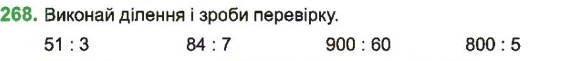 268. Виконай ділення і зроби перевірку.
51 : 3 84 : 7 900 : 60 800 : 5